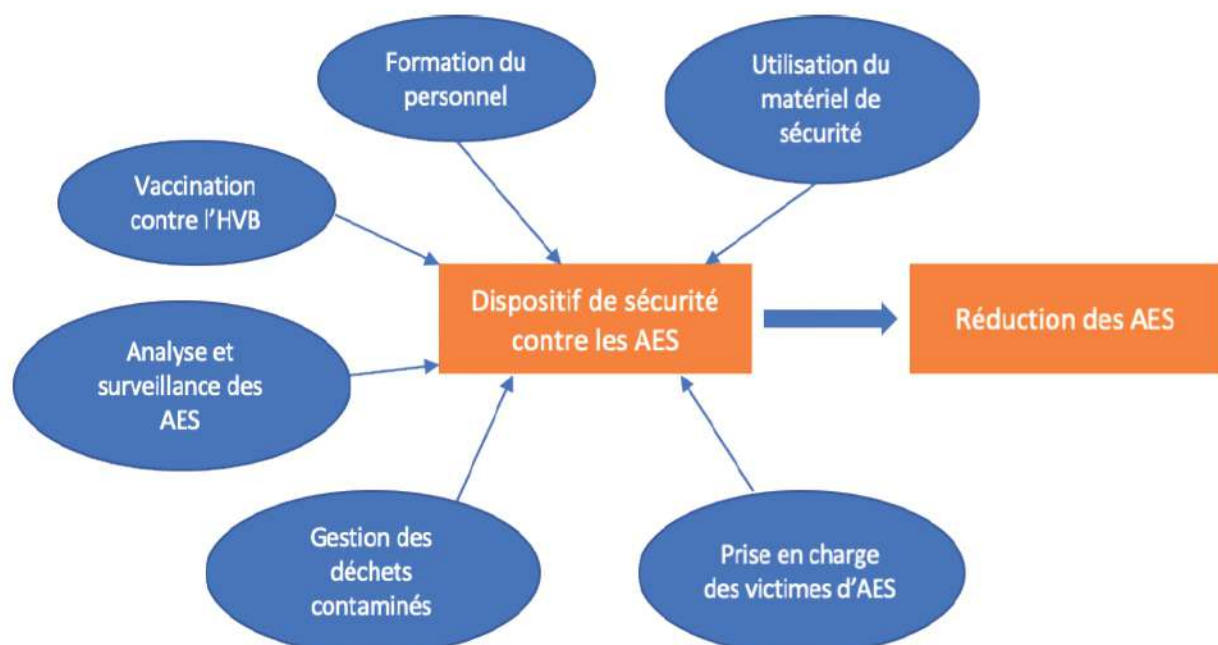 Formation du
personnel
Utilisation du
matériel de
sécurité
Vaccination
contre l'HVB
Dispositif de sécurité
contre les AES
Réduction des AES
Analyse et
surveillance des
AES
Gestion des
déchets
contaminés
Prise en charge
des victimes d'AES